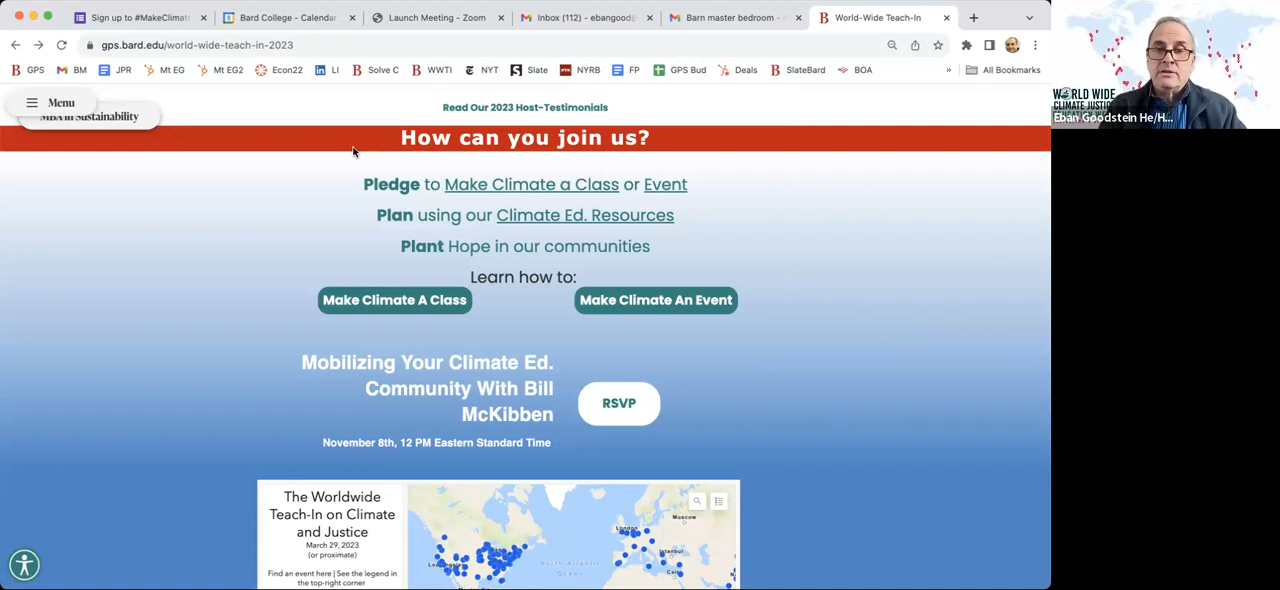 Sign up to #MakeClimat
Bard College - Calenda
Launch Meeting - Zoom
Inbox (112) - ebangood@
Barn master bedroom -
World-Wide Teach-In
gps.bard.edu/world-wide-teach-in-2023
GPS
BM
JPR
Mt EG
Mt EG2
Econ22
LI
Solve C
WWTI
NYT
Slate
NYRB
FP
GPS Bud
Deals
SlateBard
BOA
»
All Bookmarks
Menu
MBA in Sustainability
Read Our 2023 Host-Testimonials
How can you join us?
Pledge to Make Climate a Class or Event
Plan using our Climate Ed. Resources
Plant Hope in our communities
Learn how to:
Make Climate A Class
Make Climate An Event
Mobilizing Your Climate Ed.
Community With Bill
McKibben
RSVP
November 8th, 12 PM Eastern Standard Time
The Worldwide
Teach-In on Climate
and Justice
March 29, 2023
(or proximate)
Find an event here | See the legend in
the top-right corner
Moscow
London
Istanbul
North Atlantic
Ocean
WORLD WIDE
CLIMATE JUSTICE
Eban Goodstein He/H...